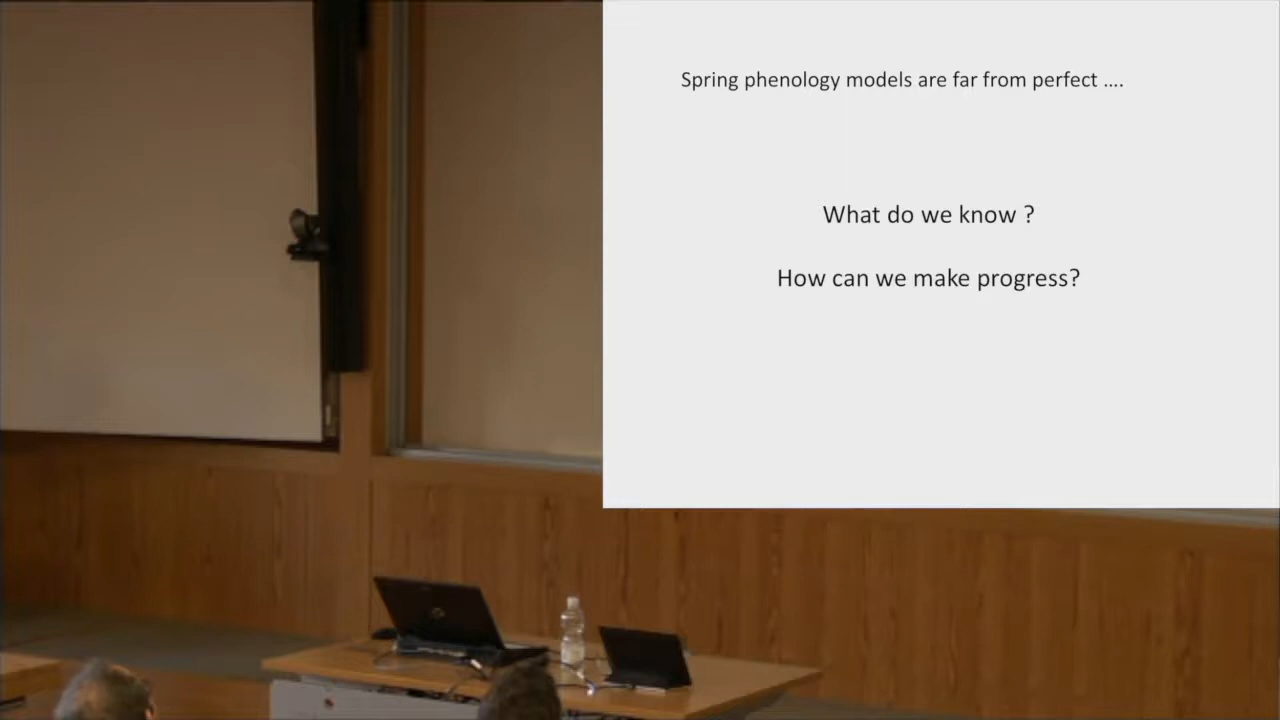 Spring phenology models are far from perfect ....
What do we know ?
How can we make progress?